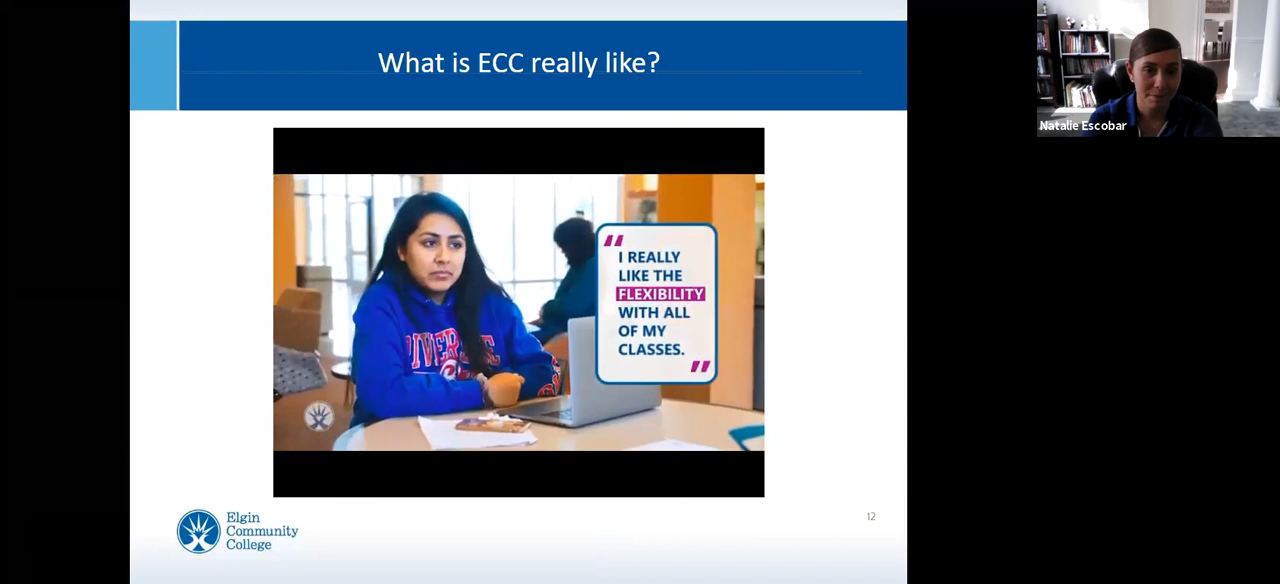 What is ECC really like?
Natalie Escobar
I REALLY
LIKE THE
FLEXIBILITY
WITH ALL
OF MY
CLASSES.
Elgin
Community
College
12